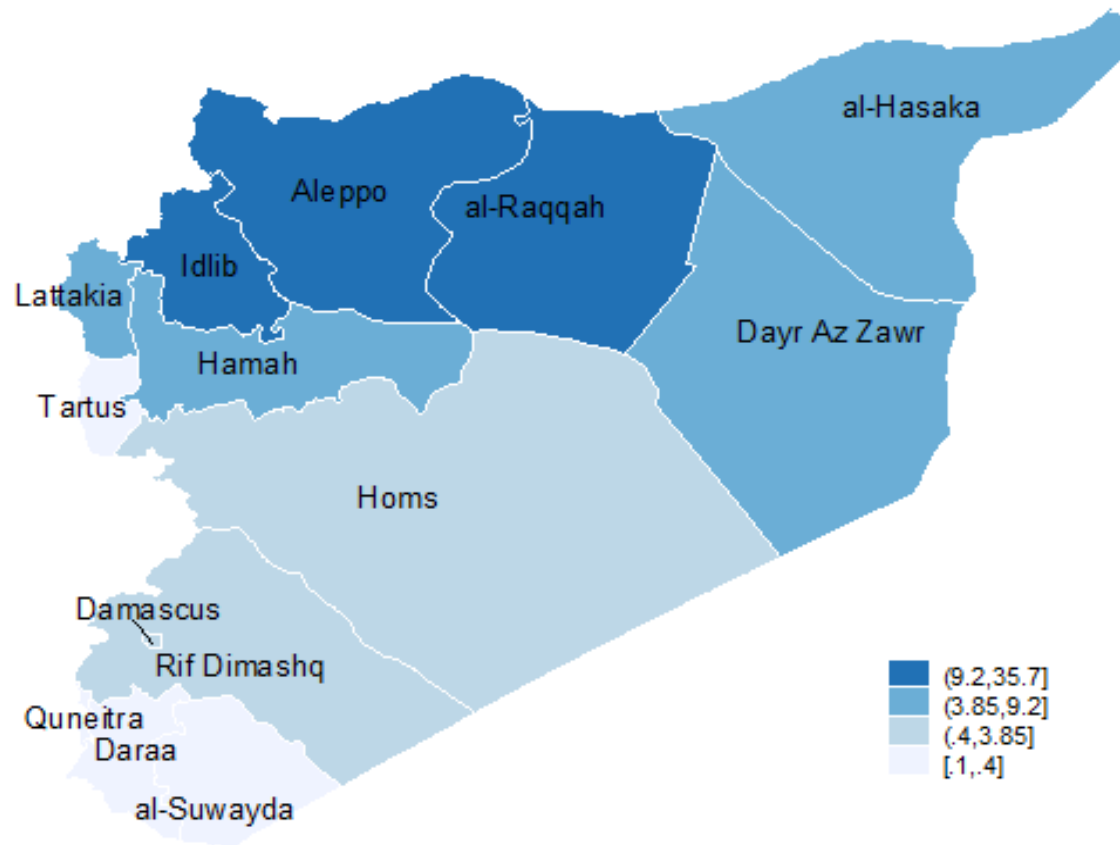 al-Hasaka
Aleppo
al-Raqqah
Idlib
Lattakia
Dayr Az Zawr
Hamah
Tartus
Homs
Damascus
Rif Dimashq
Quneitra
Daraa
al-Suwayda
(9.2,35.7]
(3.85,9.2]
(.4,3.85]
[.1,.4]